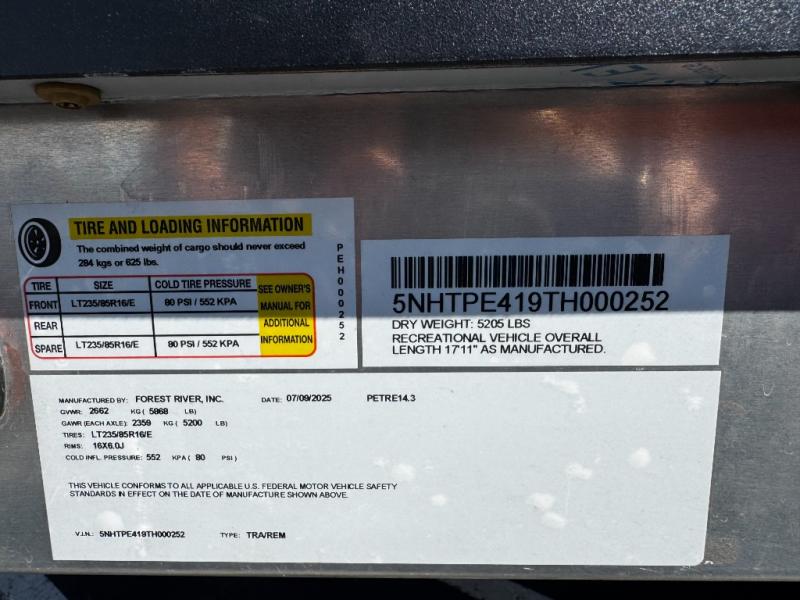 TIRE AND LOADING INFORMATION
The combined weight of cargo should never exceed
284 kgs or 625 lbs.
TIRE SIZE COLD TIRE PRESSURE SEE OWNER'S
FRONT LT235/85R16/E 80 PSI / 552 KPA MANUAL FOR
REAR ADDITIONAL
SPARE LT235/85R16/E 80 PSI / 552 KPA INFORMATION
PEH000252
5NHTPE419TH000252
DRY WEIGHT: 5205 LBS
RECREATIONAL VEHICLE OVERALL
LENGTH 17'11" AS MANUFACTURED.
MANUFACTURED BY: FOREST RIVER, INC. DATE: 07/09/2025 PETRE14.3
GVWR: 2662 KG ( 5868 LB)
GAWR (EACH AXLE): 2359 KG ( 5200 LB)
TIRES: LT235/85R16/E
RIMS: 16X6.0J
COLD INFL. PRESSURE: 552 KPA ( 80 PSI )
THIS VEHICLE CONFORMS TO ALL APPLICABLE U.S. FEDERAL MOTOR VEHICLE SAFETY
STANDARDS IN EFFECT ON THE DATE OF MANUFACTURE SHOWN ABOVE.
V.I.N.: 5NHTPE419TH000252 TYPE: TRA/REM